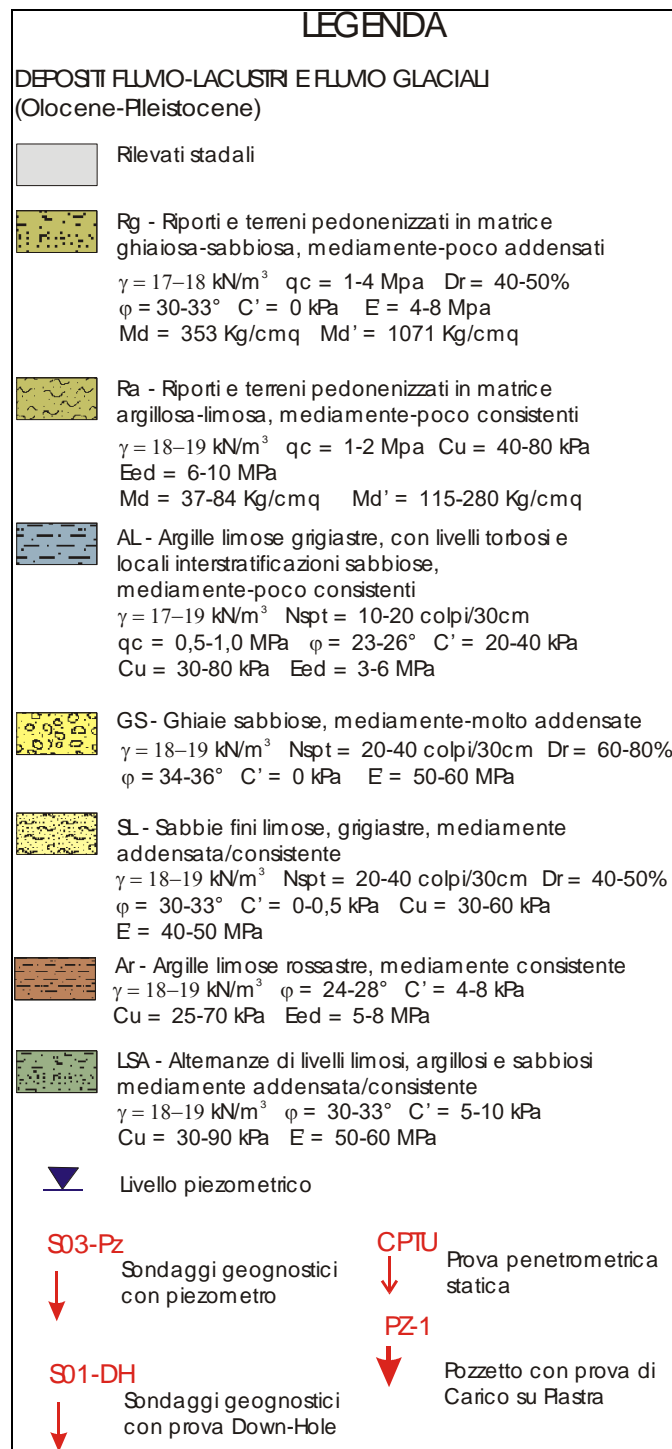 LEGENDA
DEPOSITI FLUVIO-LACUSTRI E FLUVIO GLACIALI
(Olocene-Plleistocene)
Rilevati stadali
Rg - Riporti e terreni pedonenizzati in matrice
ghiaiosa-sabbiosa, mediamente-poco addensati
γ = 17–18 kN/m³ qc = 1-4 Mpa Dr = 40-50%
φ = 30-33° C' = 0 kPa E' = 4-8 Mpa
Md = 353 Kg/cmq Md' = 1071 Kg/cmq
Ra - Riporti e terreni pedonenizzati in matrice
argillosa-limosa, mediamente-poco consistenti
γ = 18–19 kN/m³ qc = 1-2 Mpa Cu = 40-80 kPa
Eed = 6-10 MPa
Md = 37-84 Kg/cmq Md' = 115-280 Kg/cmq
AL - Argille limose grigiastre, con livelli torbosi e
locali interstratificazioni sabbiose,
mediamente-poco consistenti
γ = 17–19 kN/m³ Nspt = 10-20 colpi/30cm
qc = 0,5-1,0 MPa φ = 23-26° C' = 20-40 kPa
Cu = 30-80 kPa Eed = 3-6 MPa
GS - Ghiaie sabbiose, mediamente-molto addensate
γ = 18–19 kN/m³ Nspt = 20-40 colpi/30cm Dr = 60-80%
φ = 34-36° C' = 0 kPa E' = 50-60 MPa
SL - Sabbie fini limose, grigiastre, mediamente
addensata/consistente
γ = 18–19 kN/m³ Nspt = 20-40 colpi/30cm Dr = 40-50%
φ = 30-33° C' = 0-0,5 kPa Cu = 30-60 kPa
E' = 40-50 MPa
Ar - Argille limose rossastre, mediamente consistente
γ = 18–19 kN/m³ φ = 24-28° C' = 4-8 kPa
Cu = 25-70 kPa Eed = 5-8 MPa
LSA - Alternanze di livelli limosi, argillosi e sabbiosi
mediamente addensata/consistente
γ = 18–19 kN/m³ φ = 30-33° C' = 5-10 kPa
Cu = 30-90 kPa E' = 50-60 MPa
Livello piezometrico
S03-Pz
Sondaggi geognostici
con piezometro
CPTU
Prova penetrometrica
statica
S01-DH
Sondaggi geognostici
con prova Down-Hole
PZ-1
Pozzetto con prova di
Carico su Piastra